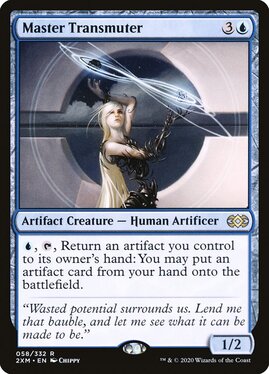 Master Transmuter 3
Artifact Creature — Human Artificer
, , Return an artifact you control
to its owner's hand: You may put an
artifact card from your hand onto the
battlefield.
"Wasted potential surrounds us. Lend me
that bauble, and let me see what it can
be made to be."
1/2
058/332 R
2XM • EN CHIPPY
™ & © 2020 Wizards of the Coast